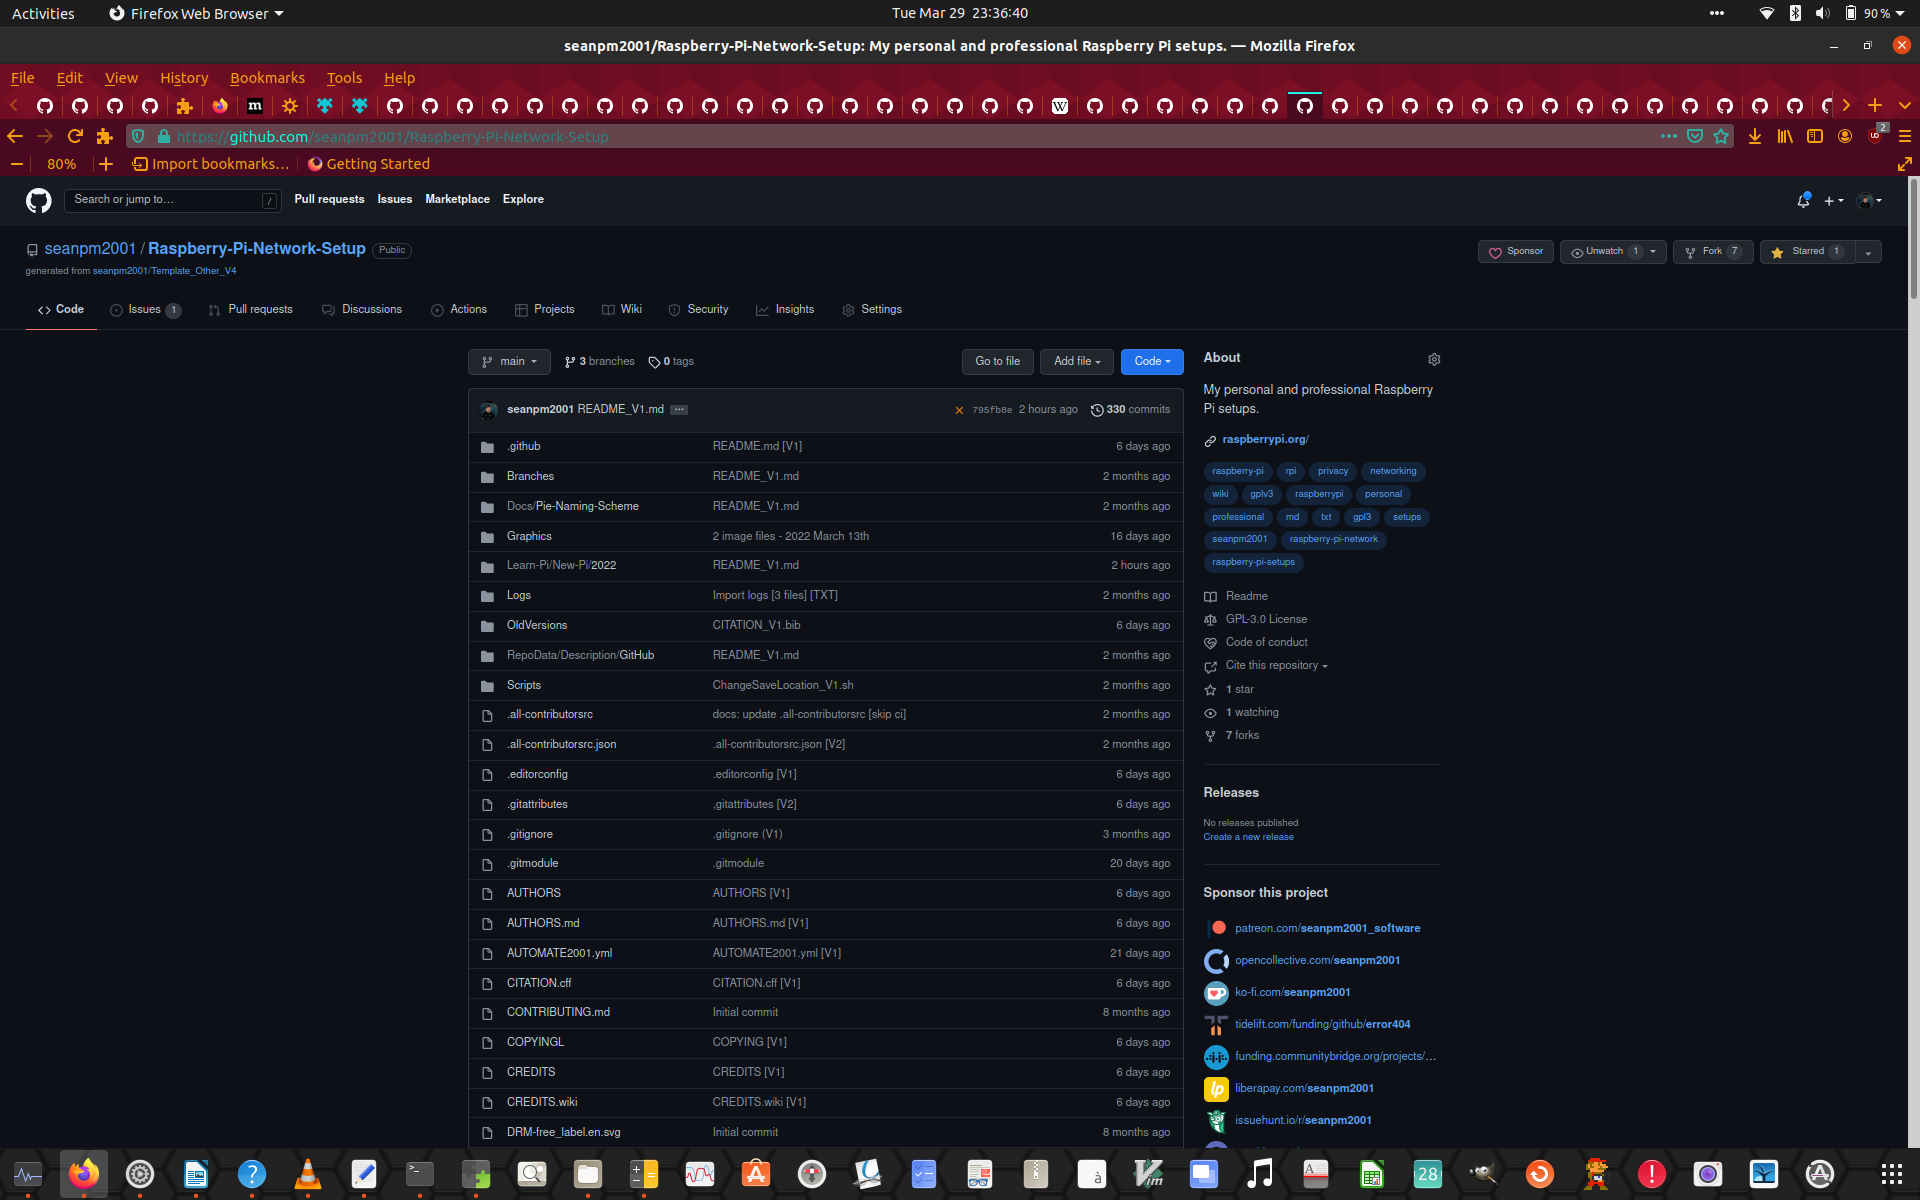 Activities Firefox Web Browser Tue Mar 29 23:36:40 90 %
seanpm2001/Raspberry-Pi-Network-Setup: My personal and professional Raspberry Pi setups. — Mozilla Firefox
File Edit View History Bookmarks Tools Help
https://github.com/seanpm2001/Raspberry-Pi-Network-Setup 2
80% Import bookmarks… Getting Started
Search or jump to… / Pull requests Issues Marketplace Explore
seanpm2001 / Raspberry-Pi-Network-Setup Public
generated from seanpm2001/Template_Other_V4
Sponsor Unwatch 1 Fork 7 Starred 1
Code Issues 1 Pull requests Discussions Actions Projects Wiki Security Insights Settings
main 3 branches 0 tags Go to file Add file Code
seanpm2001 README_V1.md ... 795fb8e 2 hours ago 330 commits
.github README.md [V1] 6 days ago
Branches README_V1.md 2 months ago
Docs/Pie-Naming-Scheme README_V1.md 2 months ago
Graphics 2 image files - 2022 March 13th 16 days ago
Learn-Pi/New-Pi/2022 README_V1.md 2 hours ago
Logs Import logs [3 files] [TXT] 2 months ago
OldVersions CITATION_V1.bib 6 days ago
RepoData/Description/GitHub README_V1.md 2 months ago
Scripts ChangeSaveLocation_V1.sh 2 months ago
.all-contributorsrc docs: update .all-contributorsrc [skip ci] 2 months ago
.all-contributorsrc.json .all-contributorsrc.json [V2] 2 months ago
.editorconfig .editorconfig [V1] 6 days ago
.gitattributes ,gitattributes [V2] 6 days ago
.gitignore .gitignore (V1) 3 months ago
.gitmodule .gitmodule 20 days ago
AUTHORS AUTHORS [V1] 6 days ago
AUTHORS.md AUTHORS.md [V1] 6 days ago
AUTOMATE2001.yml AUTOMATE2001.yml [V1] 21 days ago
CITATION.cff CITATION.cff [V1] 6 days ago
CONTRIBUTING.md Initial commit 8 months ago
COPYINGL COPYING [V1] 6 days ago
CREDITS CREDITS [V1] 6 days ago
CREDITS.wiki CREDITS.wiki [V1] 6 days ago
DRM-free_label.en.svg Initial commit 8 months ago
About
My personal and professional Raspberry
Pi setups.
raspberrypi.org/
raspberry-pi rpi privacy networking
wiki gplv3 raspberrypi personal
professional md txt gpl3 setups
seanpm2001 raspberry-pi-network
raspberry-pi-setups
Readme
GPL-3.0 License
Code of conduct
Cite this repository
1 star
1 watching
7 forks
Releases
No releases published
Create a new release
Sponsor this project
patreon.com/seanpm2001_software
opencollective.com/seanpm2001
ko-fi.com/seanpm2001
tidelift.com/funding/github/error404
funding.communitybridge.org/projects/…
liberapay.com/seanpm2001
issuehunt.io/r/seanpm2001
28